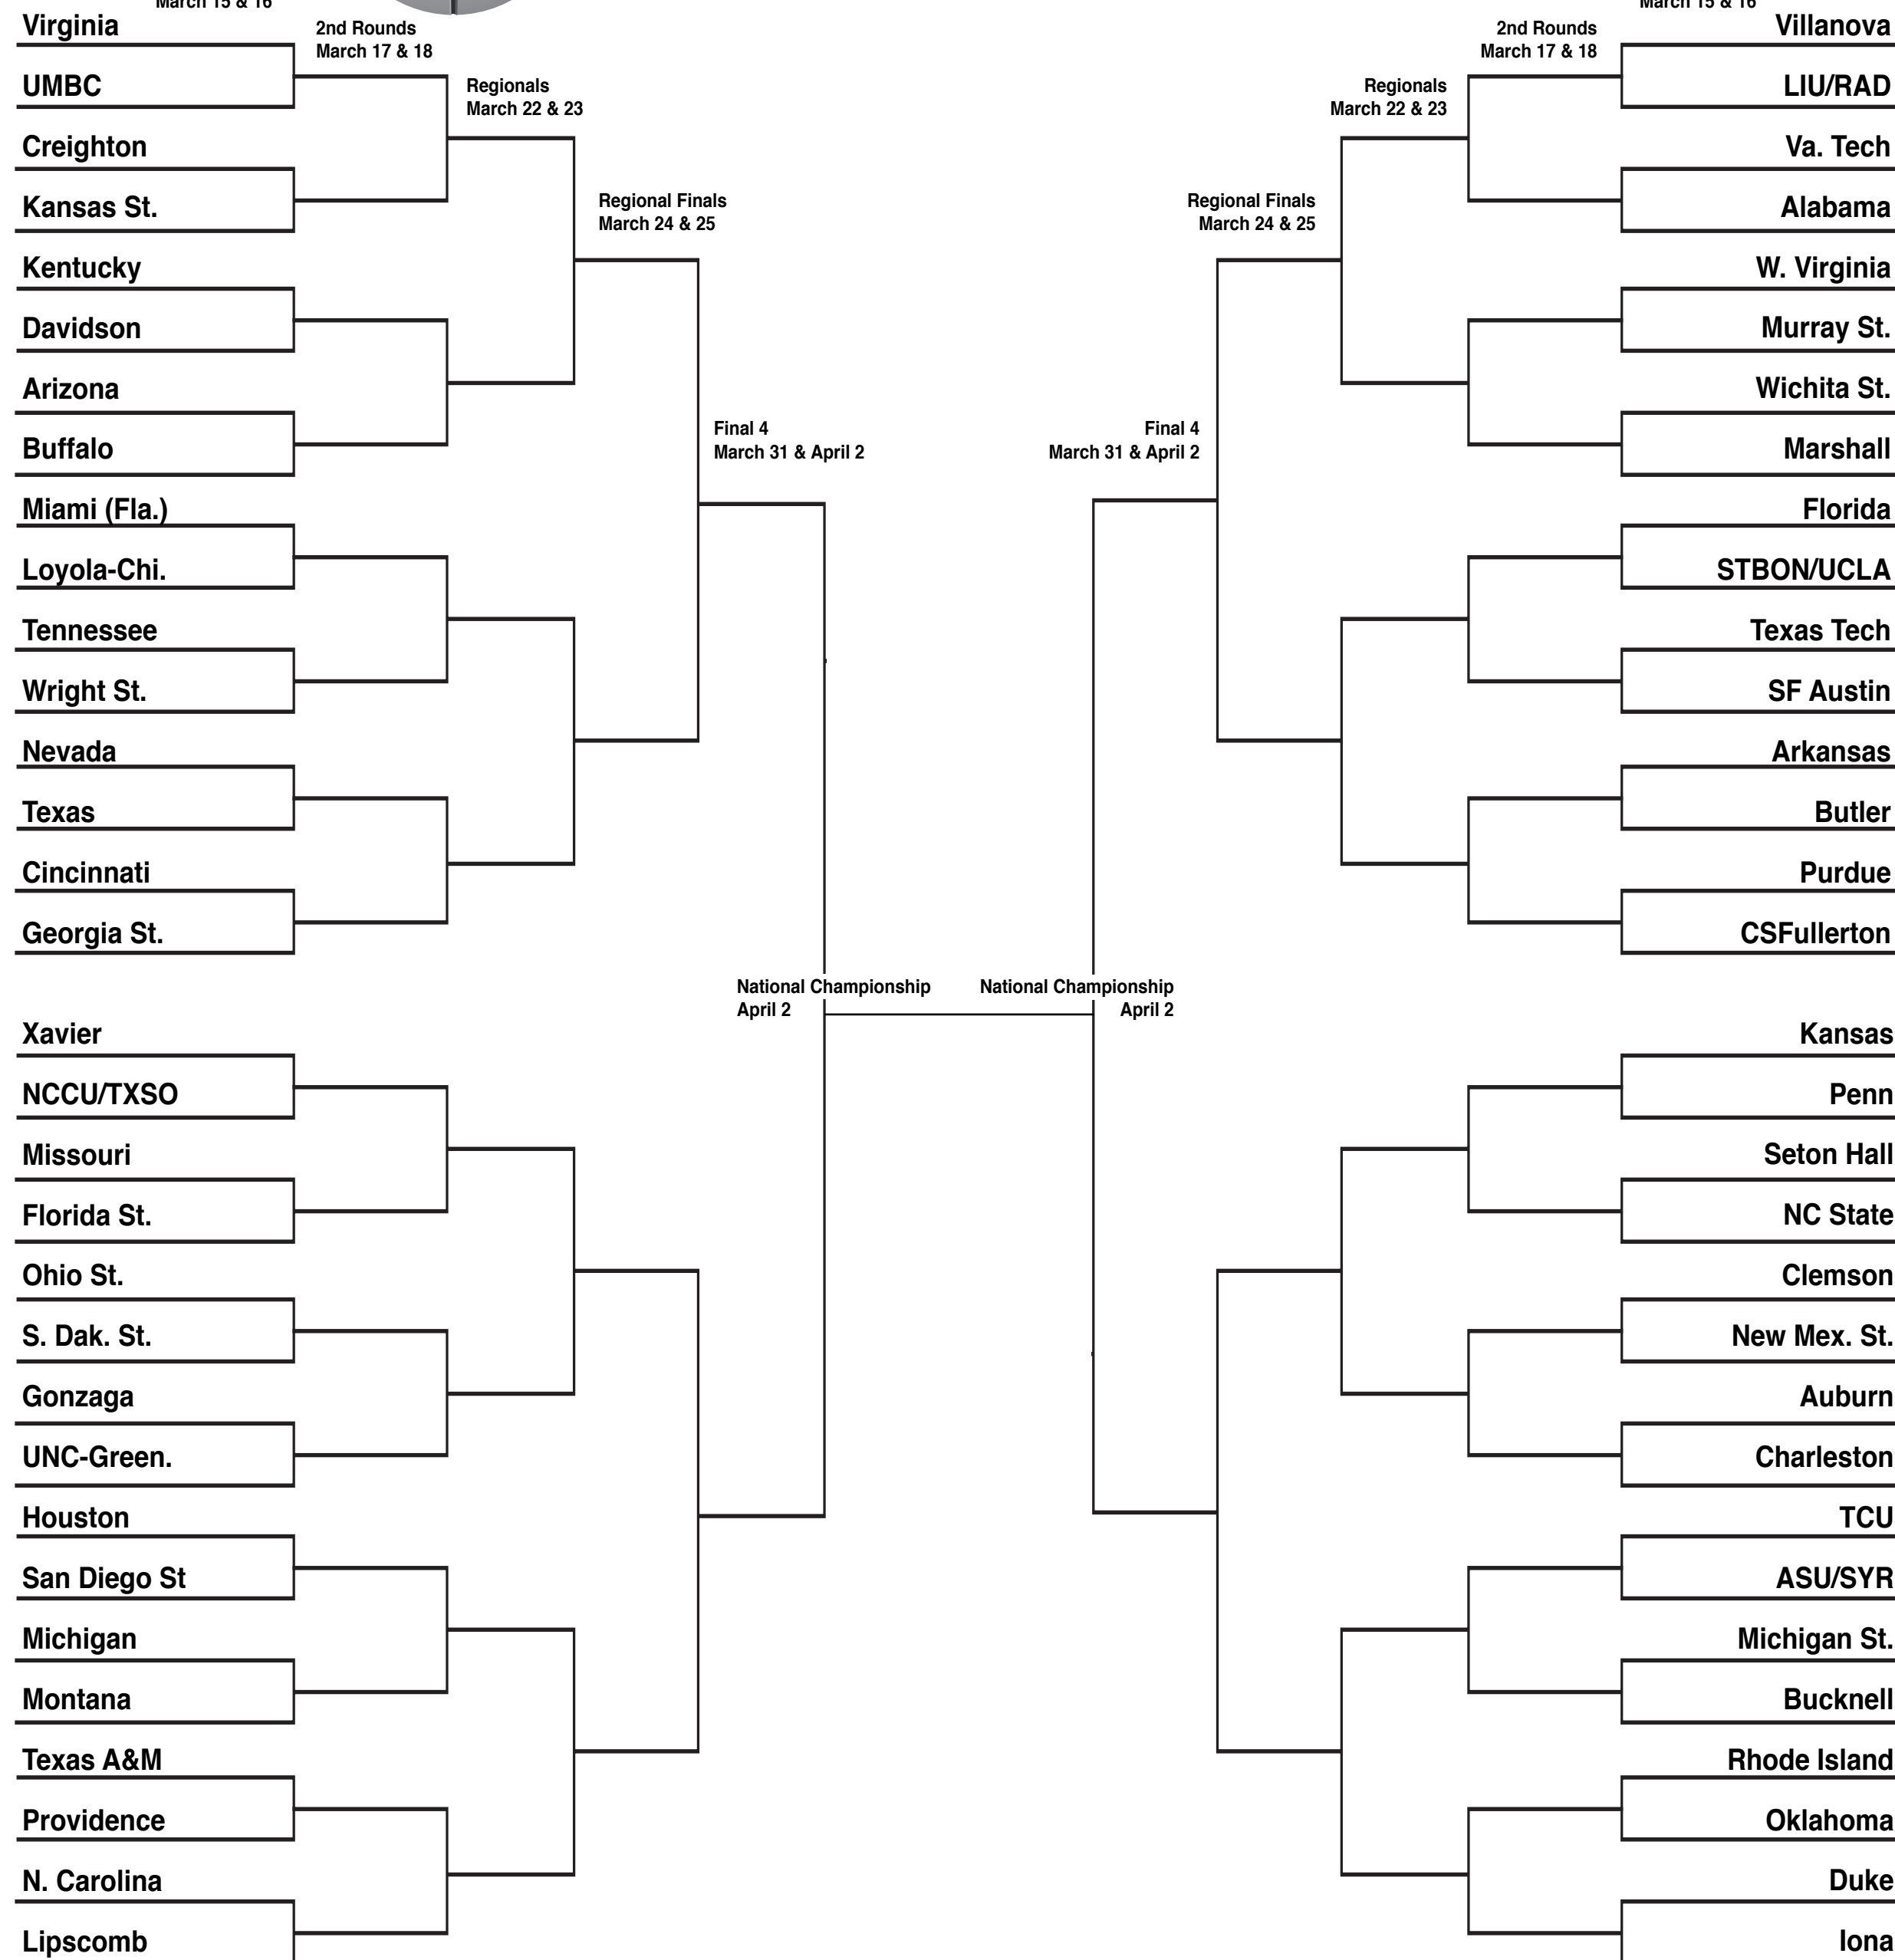 March 15 & 16
Virginia
2nd Rounds
March 17 & 18
UMBC
Regionals
March 22 & 23
Creighton
Kansas St.
Regional Finals
March 24 & 25
Kentucky
Davidson
Arizona
Buffalo
Final 4
March 31 & April 2
Miami (Fla.)
Loyola-Chi.
Tennessee
Wright St.
Nevada
Texas
Cincinnati
Georgia St.
National Championship
April 2
Xavier
NCCU/TXSO
Missouri
Florida St.
Ohio St.
S. Dak. St.
Gonzaga
UNC-Green.
Houston
San Diego St
Michigan
Montana
Texas A&M
Providence
N. Carolina
Lipscomb
March 15 & 16
Villanova
2nd Rounds
March 17 & 18
LIU/RAD
Regionals
March 22 & 23
Va. Tech
Alabama
Regional Finals
March 24 & 25
W. Virginia
Murray St.
Wichita St.
Marshall
Final 4
March 31 & April 2
Florida
STBON/UCLA
Texas Tech
SF Austin
Arkansas
Butler
Purdue
CSFullerton
National Championship
April 2
Kansas
Penn
Seton Hall
NC State
Clemson
New Mex. St.
Auburn
Charleston
TCU
ASU/SYR
Michigan St.
Bucknell
Rhode Island
Oklahoma
Duke
Iona